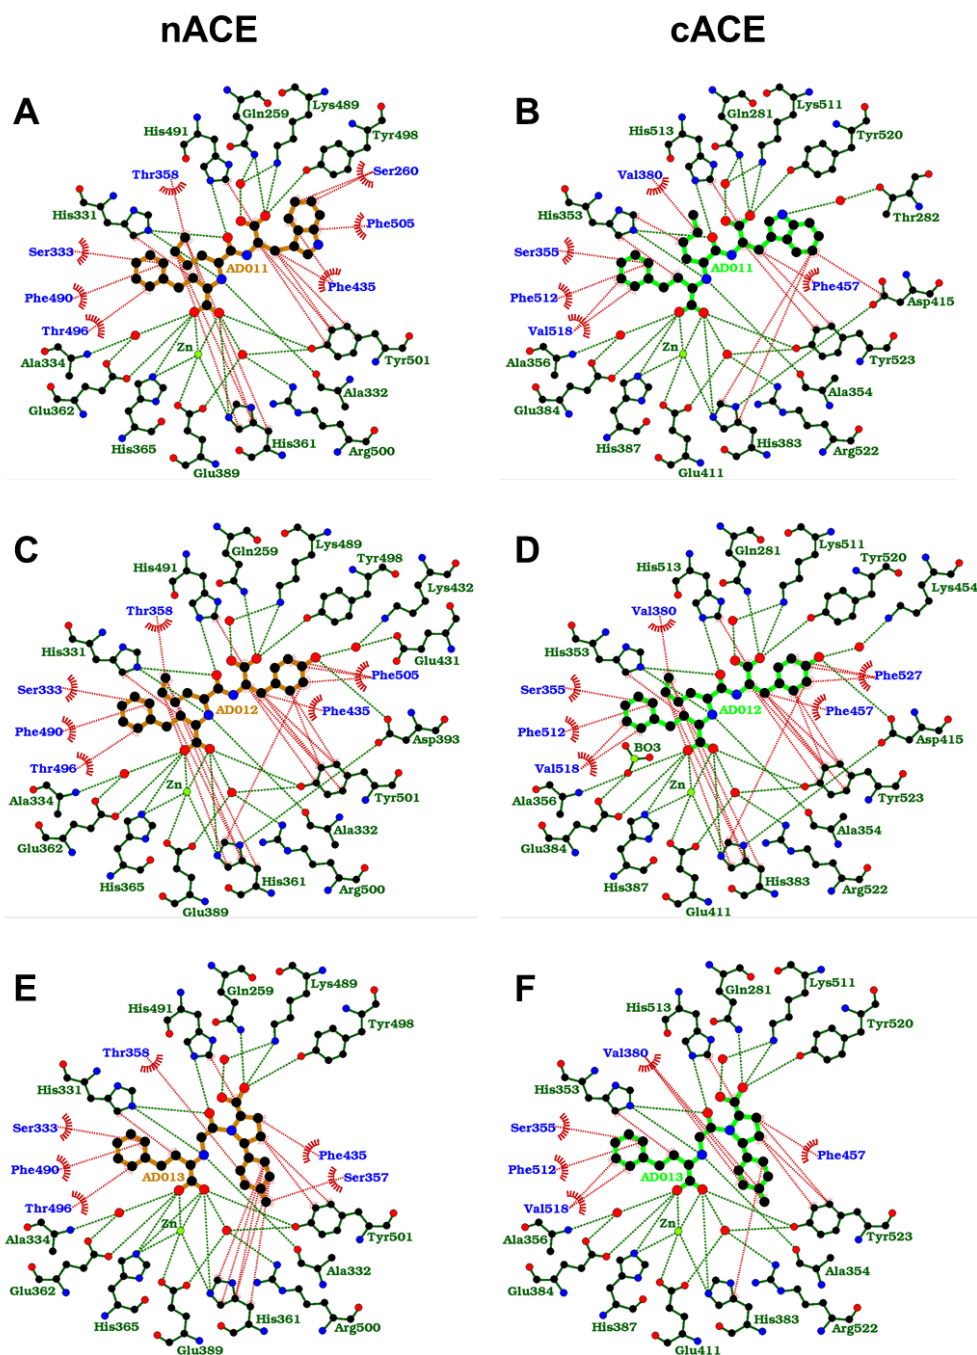 nACE
cACE
A
Gln259
Lys489
His491
Tyr498
Thr358
Ser260
His331
Phe505
Ser333
AD011
Phe490
Phe435
Thr496
Zn
Ala334
Tyr501
Glu362
Ala332
His365
His361
Arg500
Glu389
B
Gln281
Lys511
His513
Tyr520
Val380
Thr282
His353
Ser355
AD011
Phe512
Phe457
Asp415
Val518
Zn
Ala356
Tyr523
Glu384
Ala354
His387
His383
Arg522
Glu411
C
Gln259
Lys489
His491
Tyr498
Lys432
Thr358
His331
Glu431
Phe505
Ser333
AD012
Phe435
Phe490
Asp393
Thr496
Zn
Ala334
Tyr501
Glu362
Ala332
His365
His361
Arg500
Glu389
D
Gln281
Lys511
His513
Tyr520
Lys454
Val380
His353
Phe527
Ser355
AD012
Phe457
Phe512
Asp415
BO3
Val518
Zn
Ala356
Tyr523
Glu384
Ala354
His387
His383
Arg522
Glu411
E
Gln259
Lys489
His491
Tyr498
Thr358
His331
Ser333
Phe435
Phe490
AD013
Ser357
Thr496
Zn
Ala334
Tyr501
Glu362
Ala332
His365
His361
Arg500
Glu389
F
Gln281
Lys511
His513
Tyr520
Val380
His353
Ser355
Phe457
Phe512
AD013
Val518
Zn
Ala356
Tyr523
Glu384
Ala354
His387
His383
Arg522
Glu411